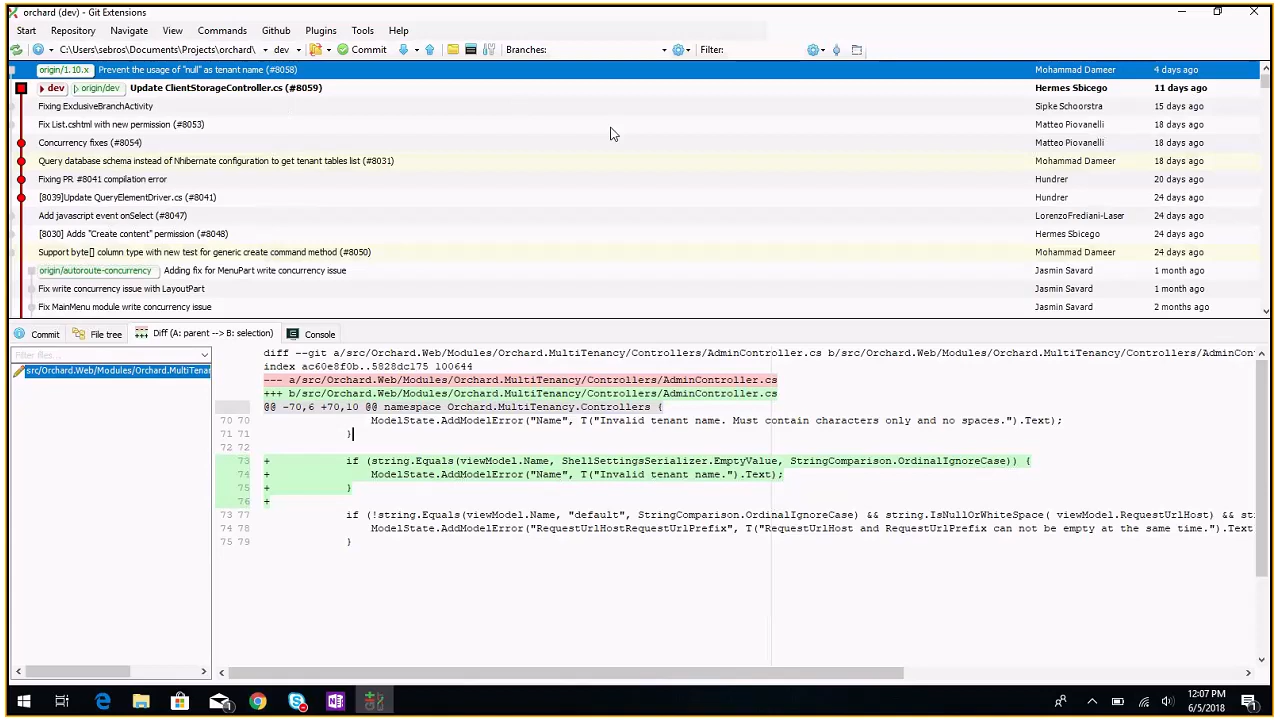 orchard (dev) - Git Extensions
Start Repository Navigate View Commands Github Plugins Tools Help
C:\Users\sebros\Documents\Projects\orchard\ dev Commit Branches: Filter:
origin/1.10.x Prevent the usage of "null" as tenant name (#8058) Mohammad Dameer 4 days ago
dev origin/dev Update ClientStorageController.cs (#8059) Hermes Sbicego 11 days ago
Fixing ExclusiveBranchActivity Sipke Schoorstra 15 days ago
Fix List.cshtml with new permission (#8053) Matteo Piovanelli 18 days ago
Concurrency fixes (#8054) Matteo Piovanelli 18 days ago
Query database schema instead of Nhibernate configuration to get tenant tables list (#8031) Mohammad Dameer 18 days ago
Fixing PR #8041 compilation error Hundrer 20 days ago
[8039]Update QueryElementDriver.cs (#8041) Hundrer 24 days ago
Add javascript event onSelect (#8047) LorenzoFrediani-Laser 24 days ago
[8030] Adds "Create content" permission (#8048) Hermes Sbicego 24 days ago
Support byte[] column type with new test for generic create command method (#8050) Mohammad Dameer 24 days ago
origin/autoroute-concurrency Adding fix for MenuPart write concurrency issue Jasmin Savard 1 month ago
Fix write concurrency issue with LayoutPart Jasmin Savard 1 month ago
Fix MainMenu module write concurrency issue Jasmin Savard 2 months ago
Commit File tree Diff (A: parent --> B: selection) Console
Filter files...
src/Orchard.Web/Modules/Orchard.MultiTenan
diff --git a/src/Orchard.Web/Modules/Orchard.MultiTenancy/Controllers/AdminController.cs b/src/Orchard.Web/Modules/Orchard.MultiTenancy/Controllers/AdminCon
index ac60e8f0b..5828dc175 100644
--- a/src/Orchard.Web/Modules/Orchard.MultiTenancy/Controllers/AdminController.cs
+++ b/src/Orchard.Web/Modules/Orchard.MultiTenancy/Controllers/AdminController.cs
@@ -70,6 +70,10 @@ namespace Orchard.MultiTenancy.Controllers {
70 70 ModelState.AddModelError("Name", T("Invalid tenant name. Must contain characters only and no spaces.").Text);
71 71 }
72 72
73 + if (string.Equals(viewModel.Name, ShellSettingsSerializer.EmptyValue, StringComparison.OrdinalIgnoreCase)) {
74 + ModelState.AddModelError("Name", T("Invalid tenant name.").Text);
75 + }
76 +
73 77 if (!string.Equals(viewModel.Name, "default", StringComparison.OrdinalIgnoreCase) && string.IsNullOrWhiteSpace( viewModel.RequestUrlHost) && st
74 78 ModelState.AddModelError("RequestUrlHostRequestUrlPrefix", T("RequestUrlHost and RequestUrlPrefix can not be empty at the same time.").Text
75 79 }
12:07 PM
6/5/2018